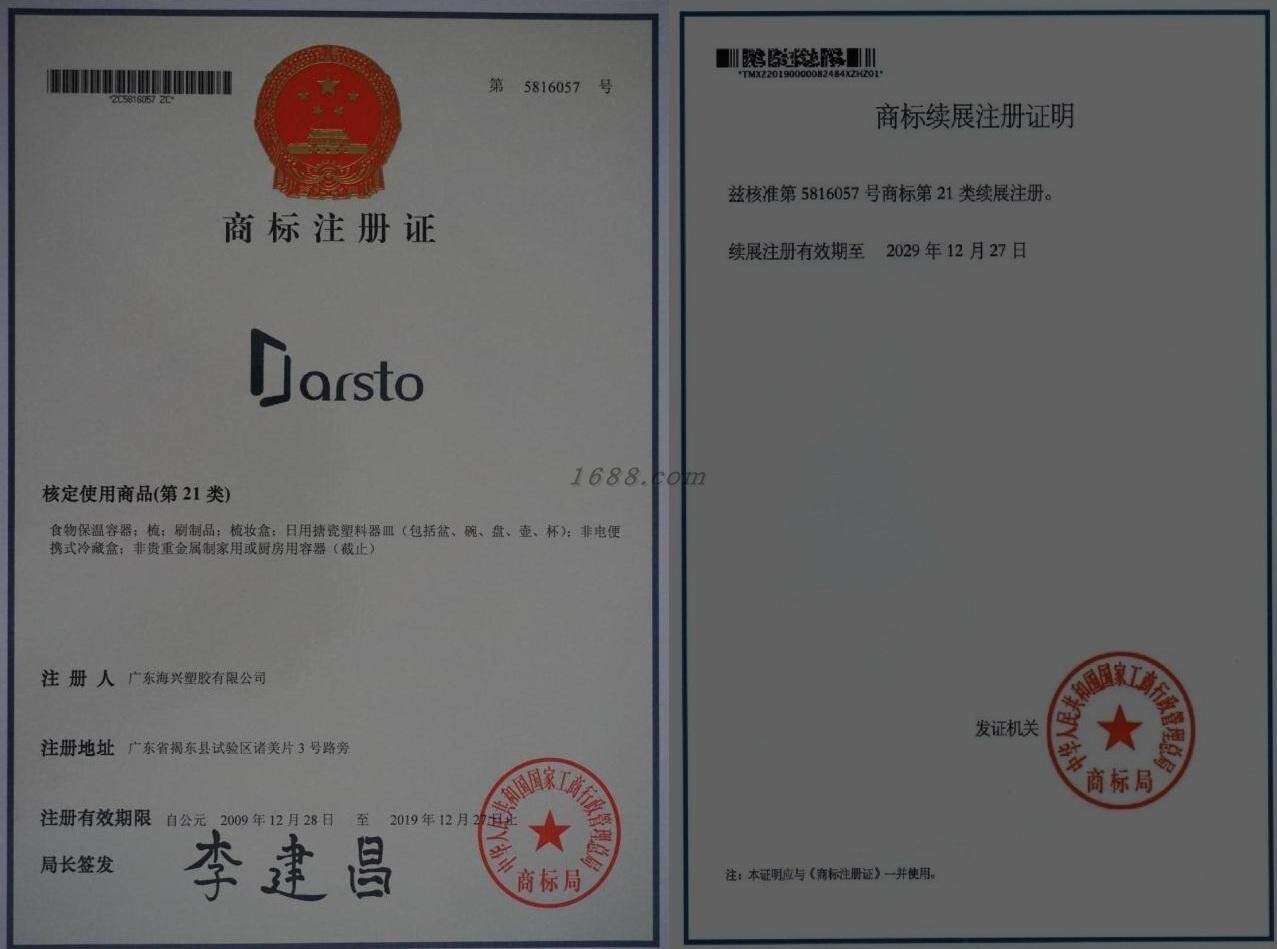 *ZC5816057 ZC*
第 5816057 号
商标注册证
Darsto
核定使用商品(第 21 类)
食物保温容器；梳；刷制品；梳妆盒；日用搪瓷塑料器皿（包括盆、碗、盘、壶、杯）；非电便
携式冷藏盒；非贵重金属制家用或厨房用容器（截止）
注册人 广东海兴塑胶有限公司
注册地址 广东省揭东县试验区诸美片 3 号路旁
注册有效期限 自公元 2009 年 12 月 28 日 至 2019 年 12 月 27 日止
局长签发 李建昌
中华人民共和国国家工商行政管理总局
商标局
1688.com
*TMXZ20190000082484XZHZ01*
商标续展注册证明
兹核准第 5816057 号商标第 21 类续展注册。
续展注册有效期至 2029 年 12 月 27 日
发证机关
中华人民共和国国家工商行政管理总局
商标局
注：本证明应与《商标注册证》一并使用。